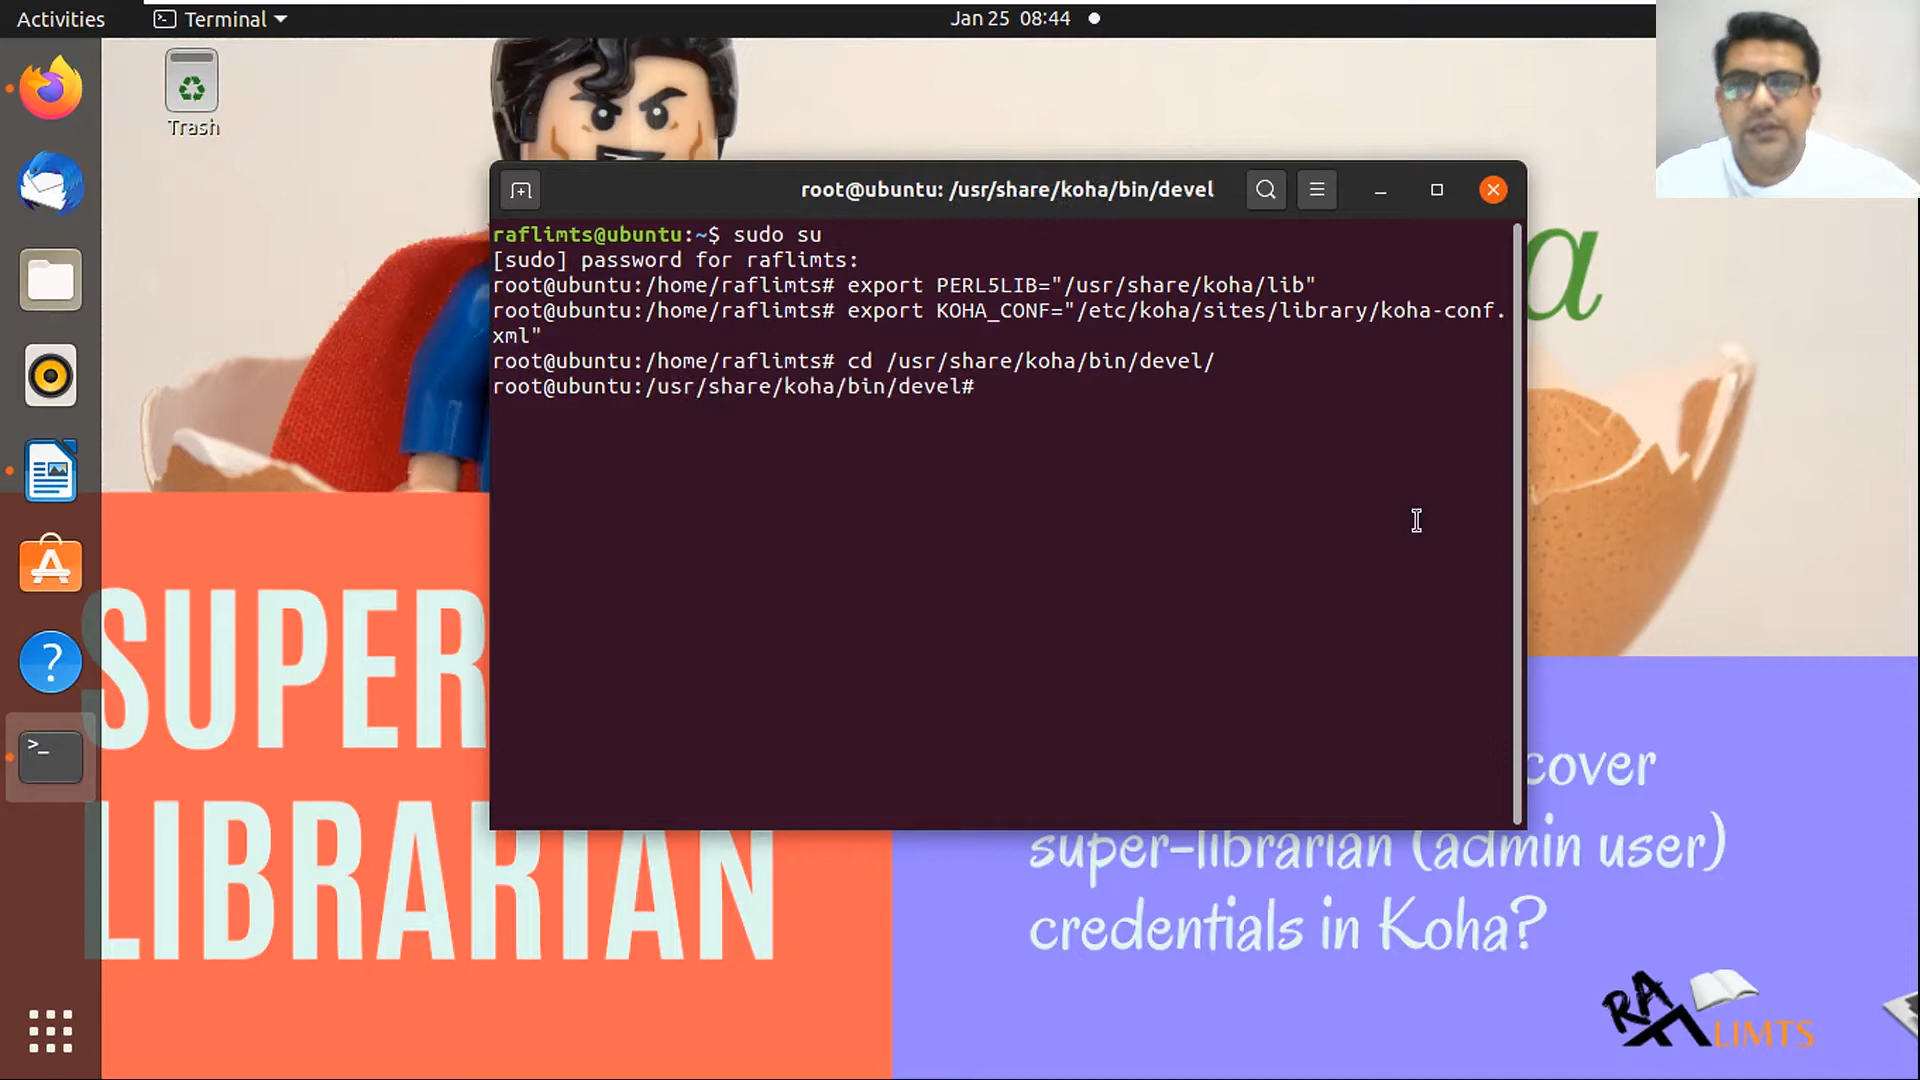 Activities
Terminal
Jan 25 08:44
Trash
root@ubuntu: /usr/share/koha/bin/devel
raflimts@ubuntu:~$ sudo su
[sudo] password for raflimts:
root@ubuntu:/home/raflimts# export PERL5LIB="/usr/share/koha/lib"
root@ubuntu:/home/raflimts# export KOHA_CONF="/etc/koha/sites/library/koha-conf.
xml"
root@ubuntu:/home/raflimts# cd /usr/share/koha/bin/devel/
root@ubuntu:/usr/share/koha/bin/devel#
a
SUPER
LIBRARIAN
cover
super-librarian (admin user)
credentials in Koha?
RAF LIMTS